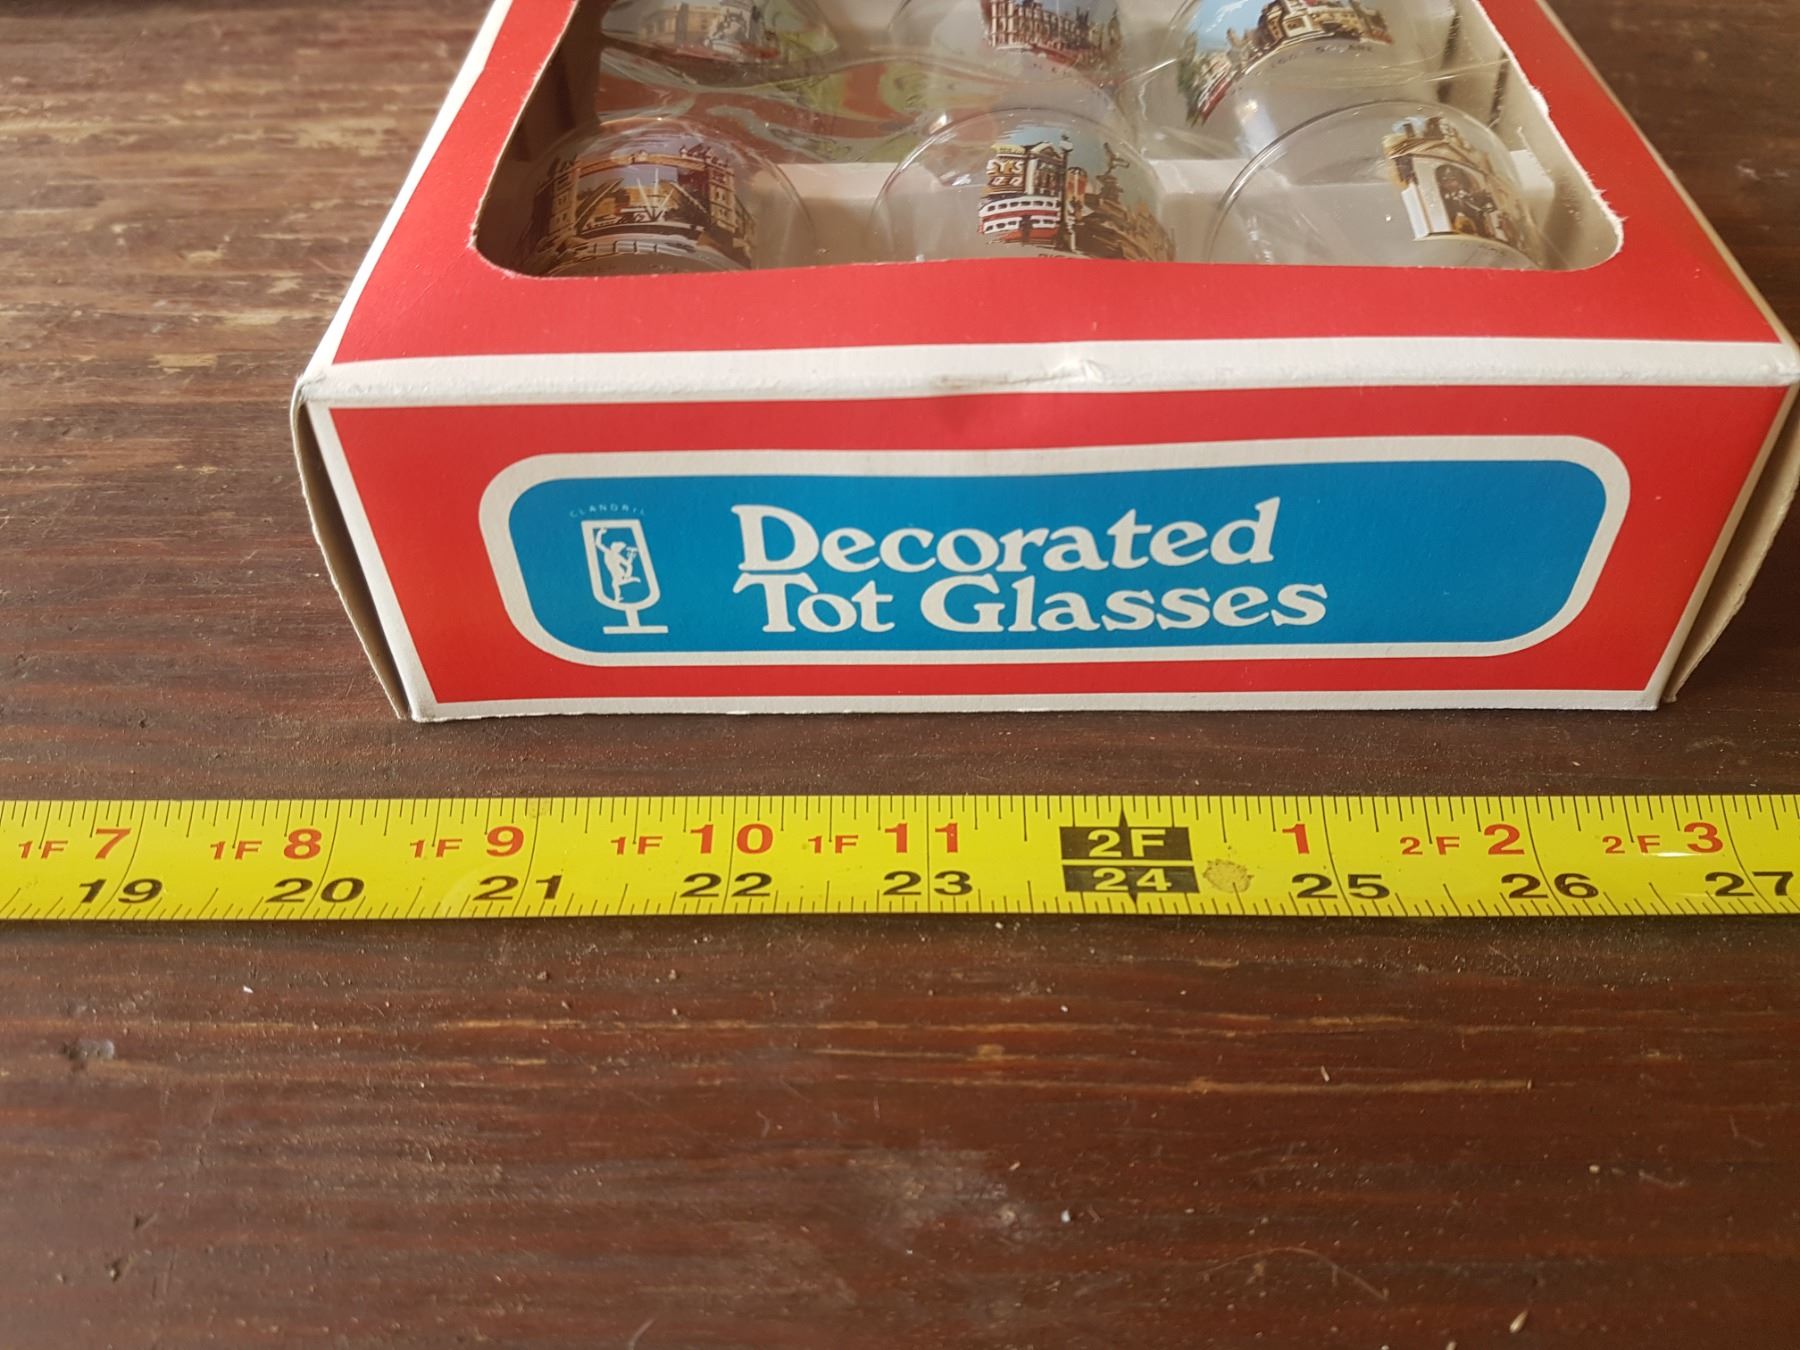 CLANDRIL
Decorated
Tot Glasses
1F 7 1F 8 1F 9 1F 10 1F 11 2F 1 2F 2 2F 3
19 20 21 22 23 24 25 26 27